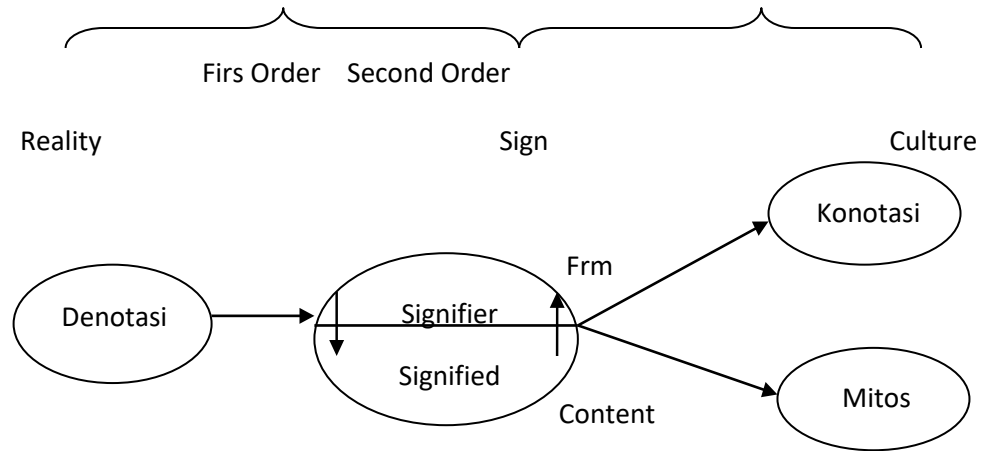 Firs Order Second Order
Reality Sign Culture
Konotasi
Frm
Denotasi Signifier
Signified
Mitos
Content